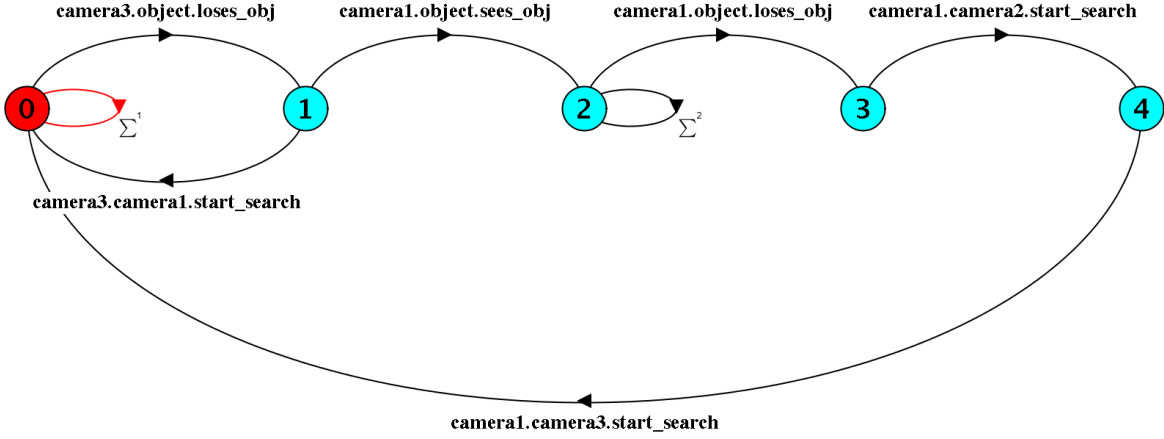 camera3.object.loses_obj camera1.object.sees_obj camera1.object.loses_obj camera1.camera2.start_search
0 1 2 3 4
Σ¹ Σ²
camera3.camera1.start_search
camera1.camera3.start_search